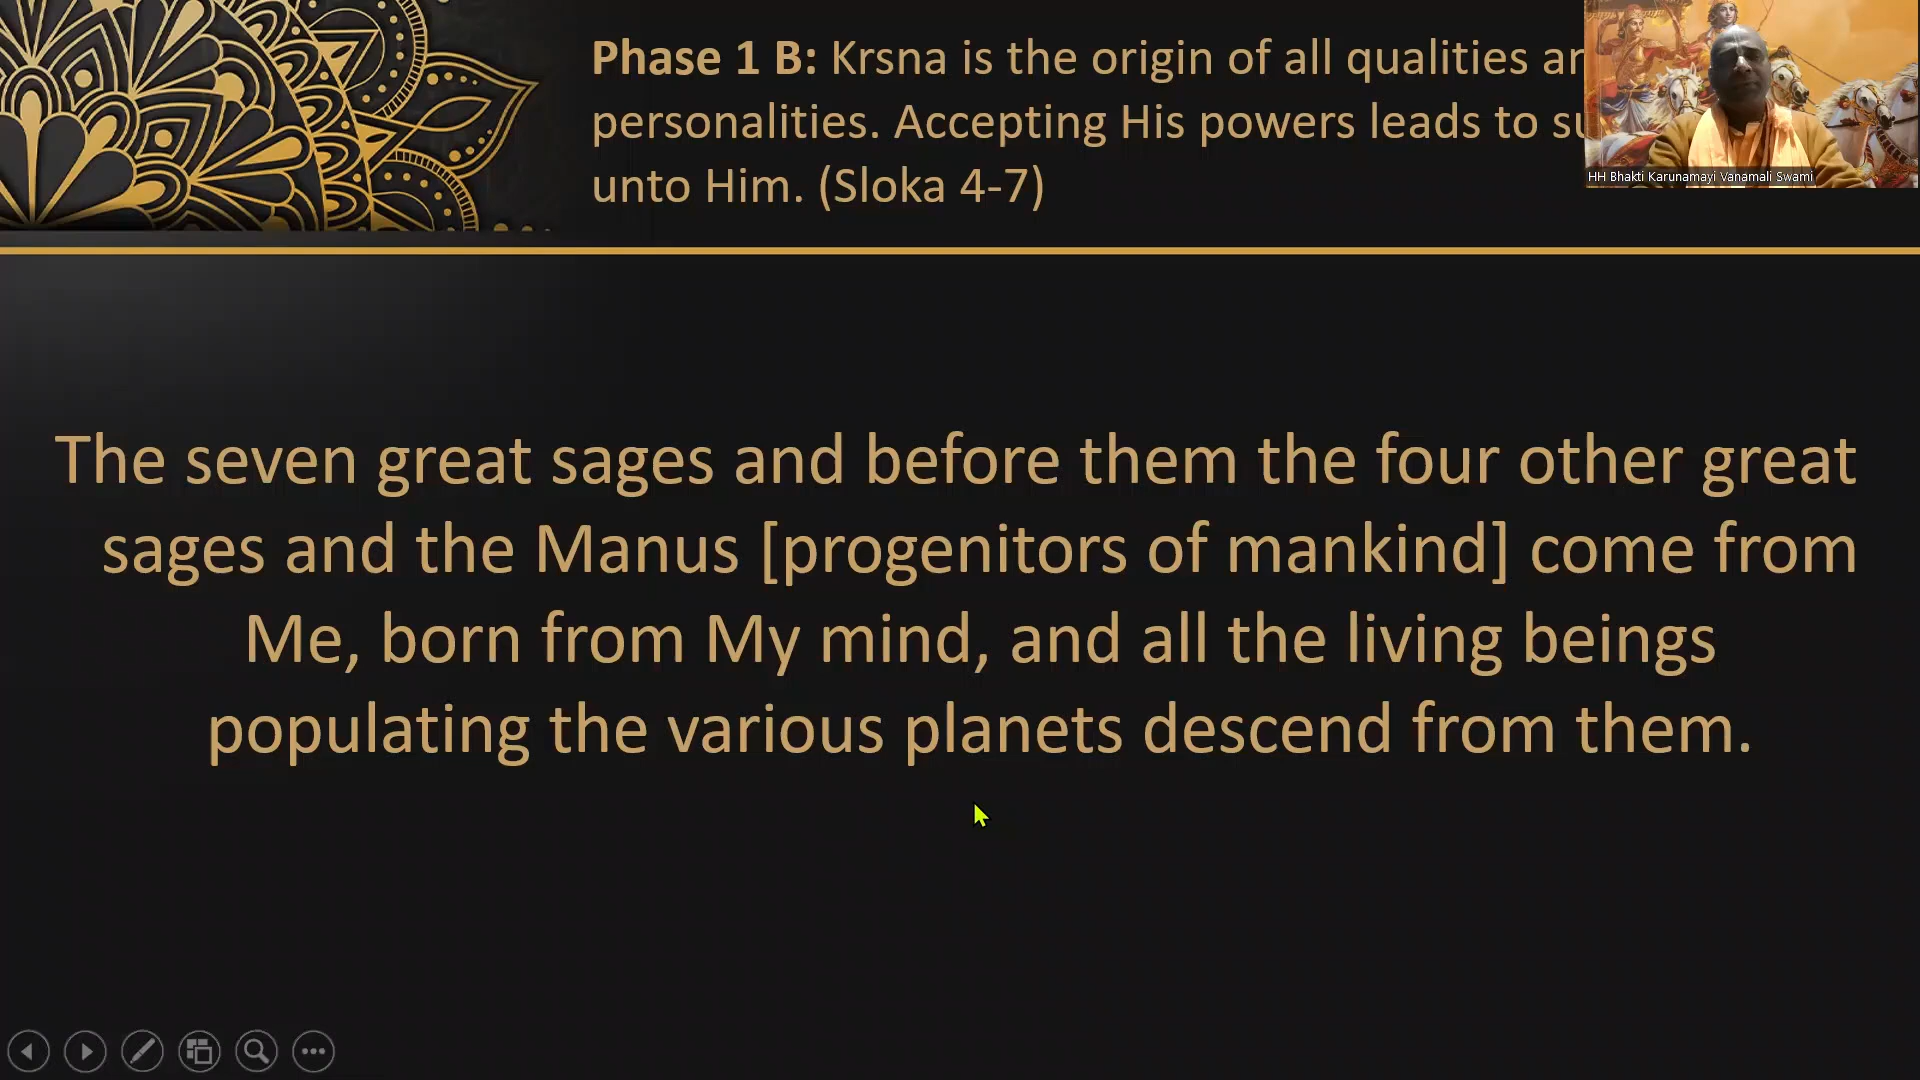 Phase 1 B: Krsna is the origin of all qualities
personalities. Accepting His powers leads to
unto Him. (Sloka 4-7)
HH Bhakti Karunamayi Vanamali Swami
The seven great sages and before them the four other great
sages and the Manus [progenitors of mankind] come from
Me, born from My mind, and all the living beings
populating the various planets descend from them.